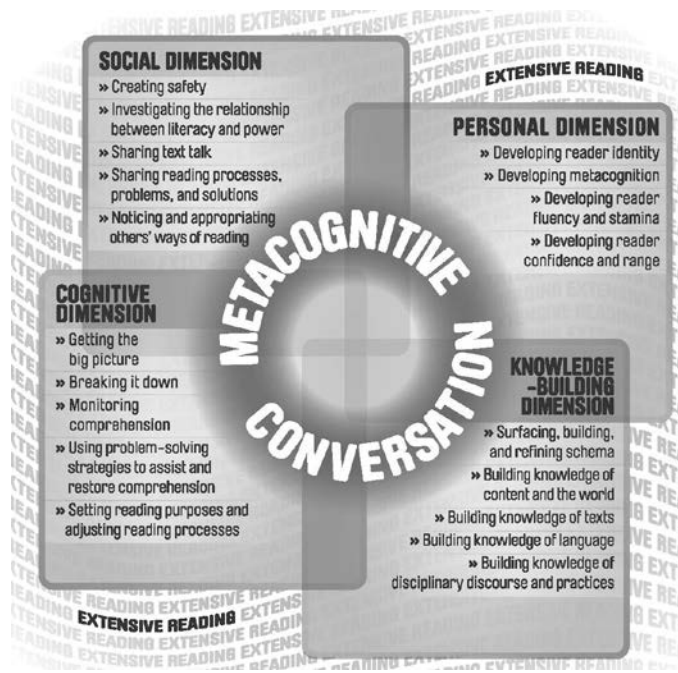 EXTENSIVE READING
SOCIAL DIMENSION
» Creating safety
» Investigating the relationship
between literacy and power
» Sharing text talk
» Sharing reading processes,
problems, and solutions
» Noticing and appropriating
others' ways of reading
PERSONAL DIMENSION
» Developing reader identity
» Developing metacognition
» Developing reader
fluency and stamina
» Developing reader
confidence and range
METACOGNITIVE
CONVERSATION
COGNITIVE
DIMENSION
» Getting the
big picture
» Breaking it down
» Monitoring
comprehension
» Using problem-solving
strategies to assist and
restore comprehension
» Setting reading purposes and
adjusting reading processes
KNOWLEDGE
-BUILDING
DIMENSION
» Surfacing, building,
and refining schema
» Building knowledge of
content and the world
» Building knowledge of texts
» Building knowledge of language
» Building knowledge of
disciplinary discourse and practices
EXTENSIVE READING